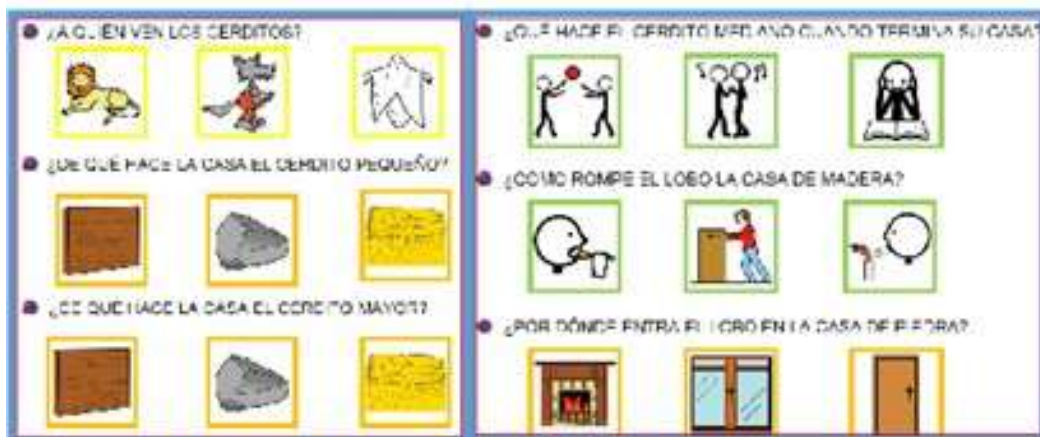 ¿A QUIÉN VEN LOS CERDITOS?
¿DE QUÉ HACE LA CASA EL CERDITO PEQUEÑO?
¿DE QUÉ HACE LA CASA EL CERDITO MAYOR?
¿QUÉ HACE EL CERDITO MEDIANO CUANDO TERMINA SU CASA?
¿CÓMO ROMPE EL LOBO LA CASA DE MADERA?
¿POR DÓNDE ENTRA EL LOBO EN LA CASA DE PIEDRA?